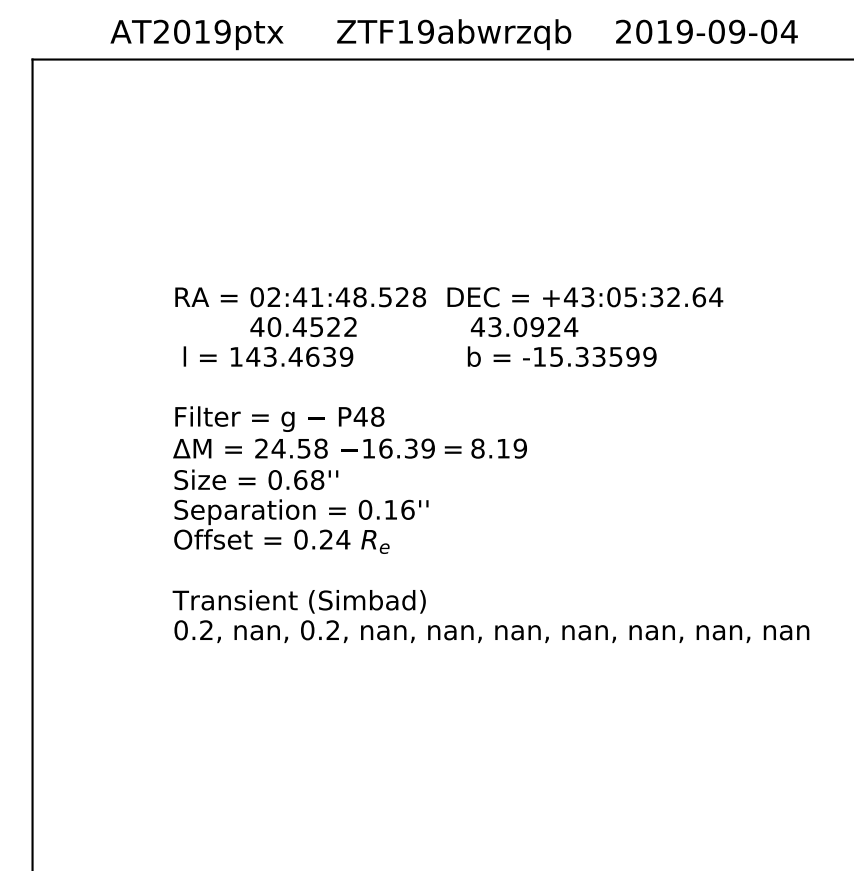 AT2019ptx ZTF19abwrzqb 2019-09-04
RA = 02:41:48.528 DEC = +43:05:32.64
40.4522 43.0924
l = 143.4639 b = -15.33599
Filter = g − P48
ΔM = 24.58 −16.39 = 8.19
Size = 0.68''
Separation = 0.16''
Offset = 0.24 Re
Transient (Simbad)
0.2, nan, 0.2, nan, nan, nan, nan, nan, nan, nan